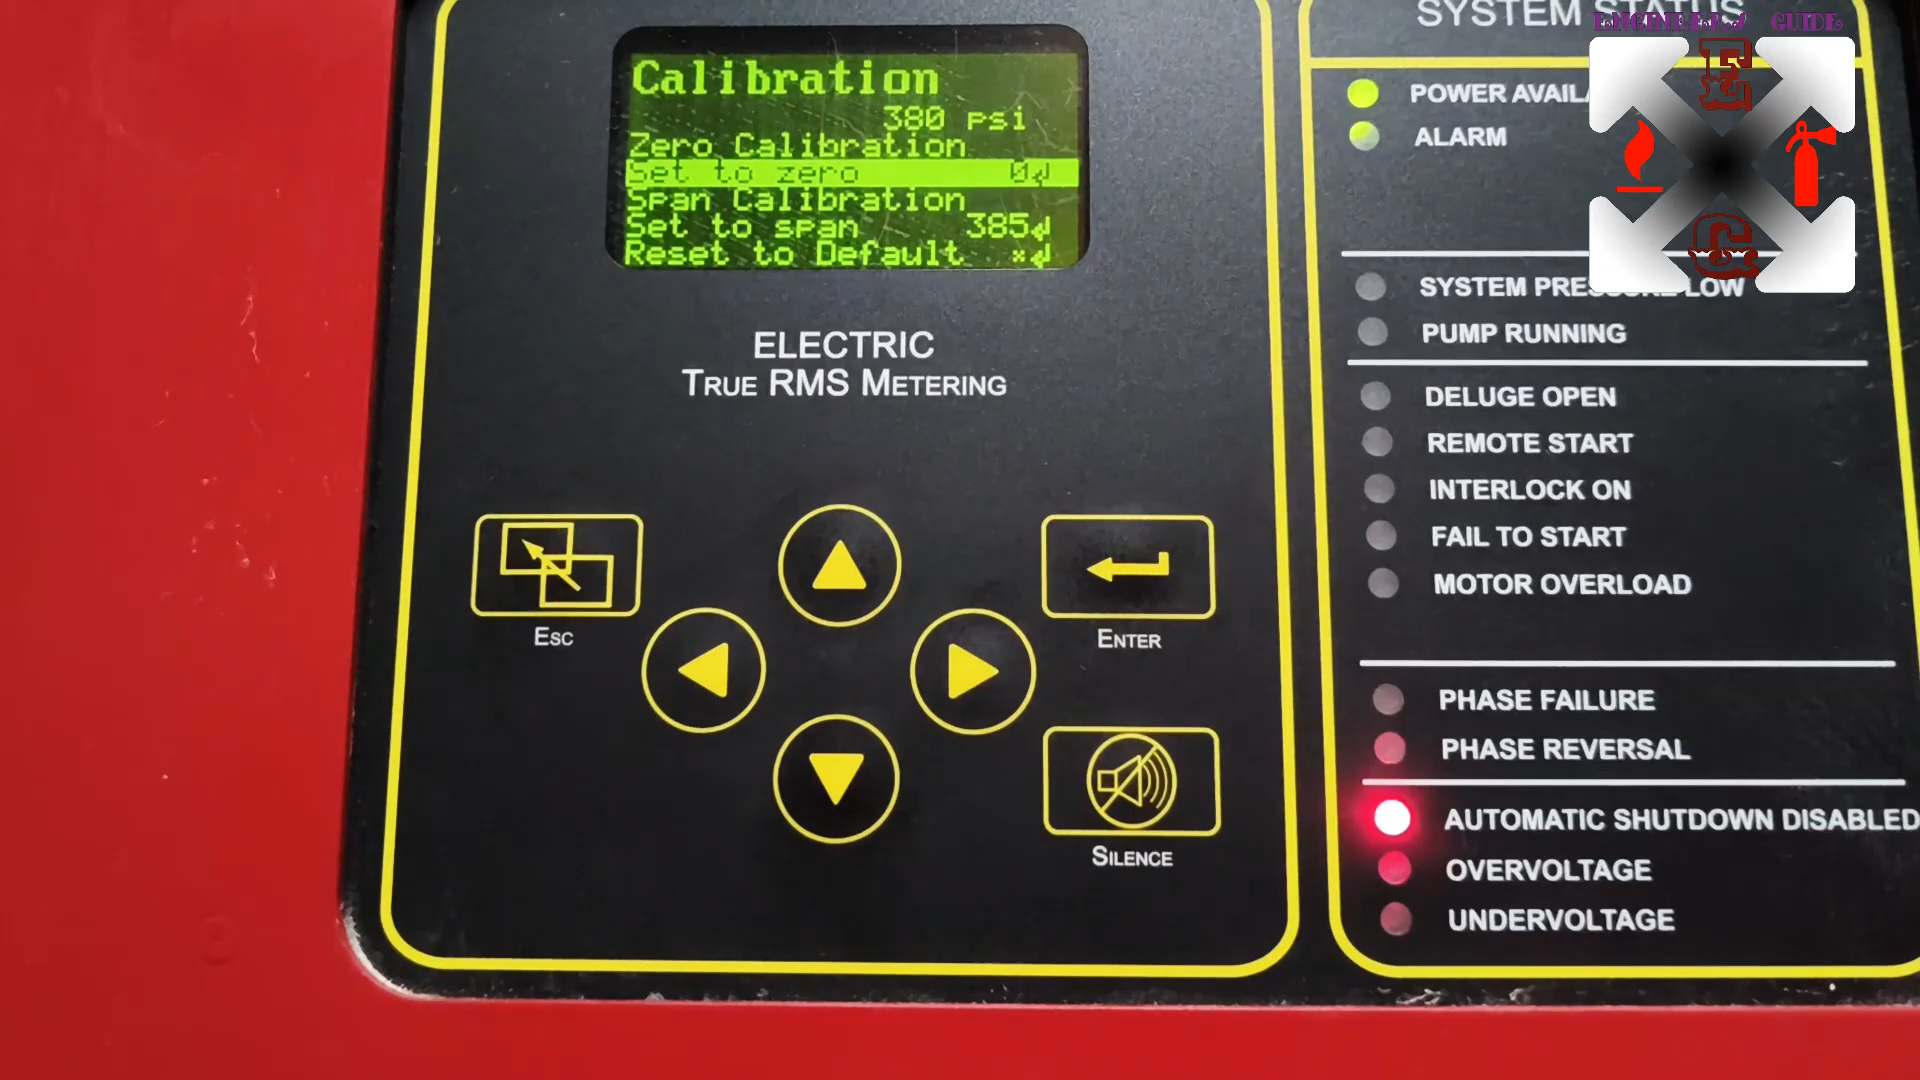 Calibration
380 psi
Zero Calibration
Set to zero 0↲
Span Calibration
Set to span 385↲
Reset to Default ×↲
ELECTRIC
TRUE RMS METERING
ESC
ENTER
SILENCE
SYSTEM STATUS
ENGINEERS GUIDE
E
G
POWER
ALARM
SYSTEM PRESSURE LOW
PUMP RUNNING
DELUGE OPEN
REMOTE START
INTERLOCK ON
FAIL TO START
MOTOR OVERLOAD
PHASE FAILURE
PHASE REVERSAL
AUTOMATIC SHUTDOWN DISABLED
OVERVOLTAGE
UNDERVOLTAGE